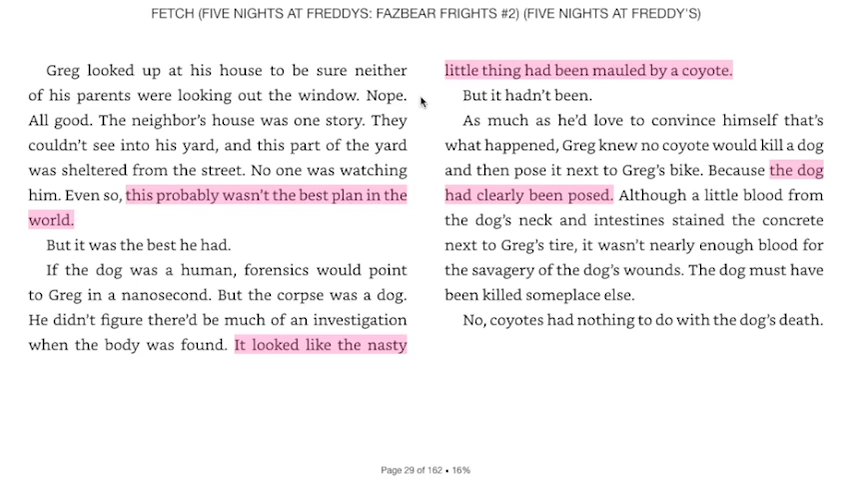 FETCH (FIVE NIGHTS AT FREDDYS: FAZBEAR FRIGHTS #2) (FIVE NIGHTS AT FREDDY'S)
Greg looked up at his house to be sure neither
of his parents were looking out the window. Nope.
All good. The neighbor's house was one story. They
couldn't see into his yard, and this part of the yard
was sheltered from the street. No one was watching
him. Even so, this probably wasn't the best plan in the
world.
But it was the best he had.
If the dog was a human, forensics would point
to Greg in a nanosecond. But the corpse was a dog.
He didn't figure there'd be much of an investigation
when the body was found. It looked like the nasty
little thing had been mauled by a coyote.
But it hadn't been.
As much as he'd love to convince himself that's
what happened, Greg knew no coyote would kill a dog
and then pose it next to Greg's bike. Because the dog
had clearly been posed. Although a little blood from
the dog's neck and intestines stained the concrete
next to Greg's tire, it wasn't nearly enough blood for
the savagery of the dog's wounds. The dog must have
been killed someplace else.
No, coyotes had nothing to do with the dog's death.
Page 29 of 162 • 16%